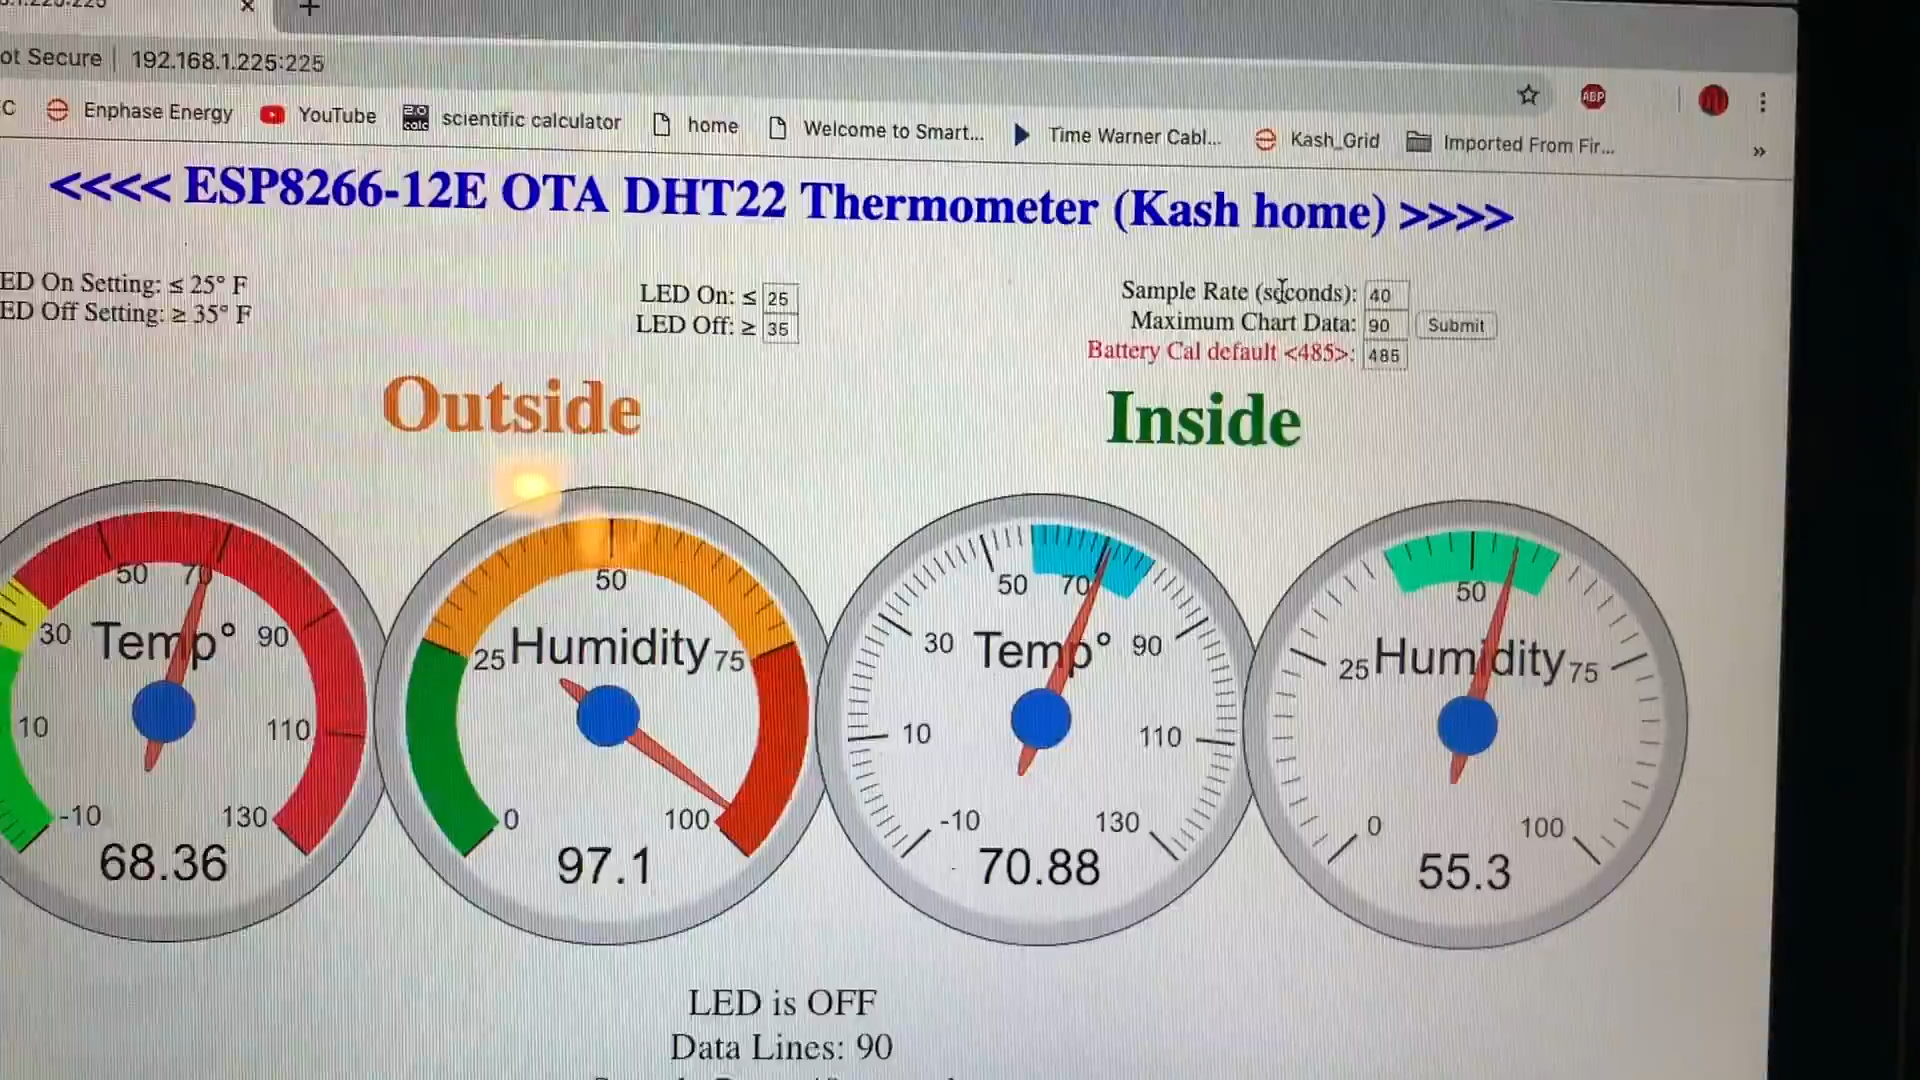 ot Secure | 192.168.1.225:225
C Enphase Energy YouTube 2.0 calc scientific calculator home Welcome to Smart... Time Warner Cabl... Kash_Grid Imported From Fir... »
ABP
<<<< ESP8266-12E OTA DHT22 Thermometer (Kash home) >>>>
ED On Setting: ≤ 25° F
ED Off Setting: ≥ 35° F
LED On: ≤ 25
LED Off: ≥ 35
Sample Rate (seconds): 40
Maximum Chart Data: 90 Submit
Battery Cal default <485>: 485
Outside
Inside
-10 10 30 50 70 90 110 130
Temp°
68.36
0 25 50 75 100
Humidity
97.1
-10 10 30 50 70 90 110 130
Temp°
70.88
0 25 50 75 100
Humidity
55.3
LED is OFF
Data Lines: 90